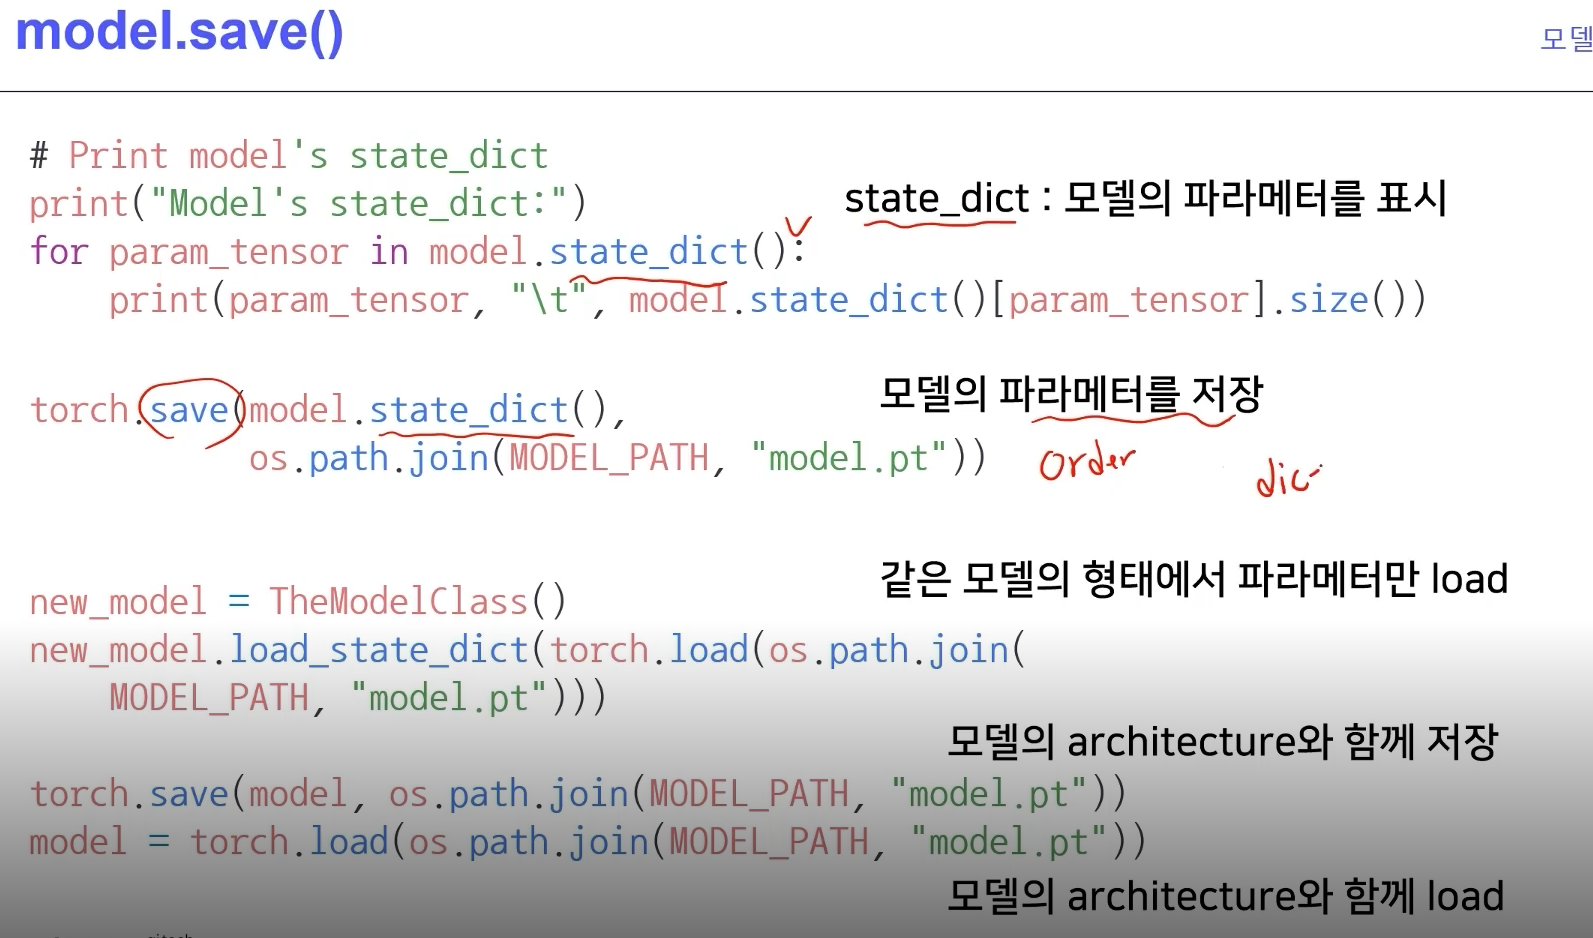 model.save()
모델
# Print model's state_dict
print("Model's state_dict:")
state_dict : 모델의 파라메터를 표시
for param_tensor in model.state_dict():
    print(param_tensor, "\t", model.state_dict()[param_tensor].size())
모델의 파라메터를 저장
torch.save(model.state_dict(),
           os.path.join(MODEL_PATH, "model.pt"))
order
dic
같은 모델의 형태에서 파라메터만 load
new_model = TheModelClass()
new_model.load_state_dict(torch.load(os.path.join(
    MODEL_PATH, "model.pt")))
모델의 architecture와 함께 저장
torch.save(model, os.path.join(MODEL_PATH, "model.pt"))
model = torch.load(os.path.join(MODEL_PATH, "model.pt"))
모델의 architecture와 함께 load